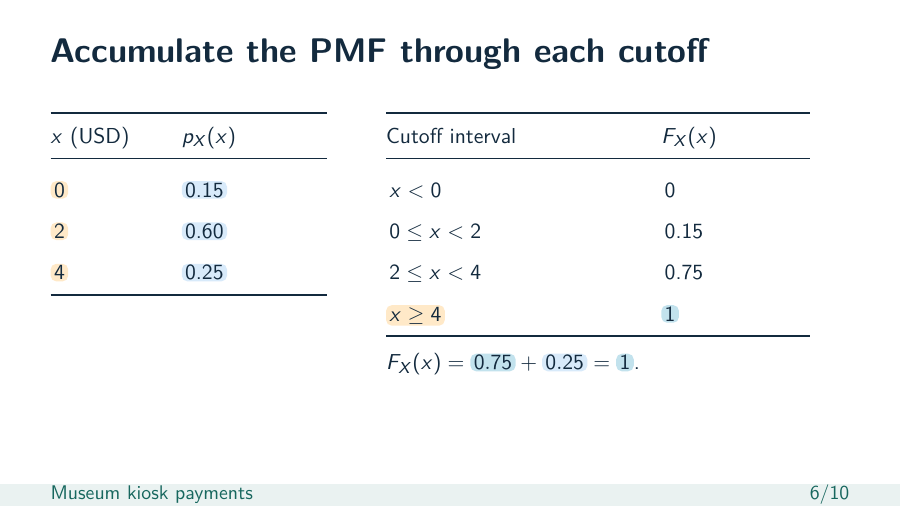 Accumulate the PMF through each cutoff
x (USD) p_X(x)
0 0.15
2 0.60
4 0.25
Cutoff interval F_X(x)
x < 0 0
0 ≤ x < 2 0.15
2 ≤ x < 4 0.75
x ≥ 4 1
F_X(x) = 0.75 + 0.25 = 1.
Museum kiosk payments 6/10